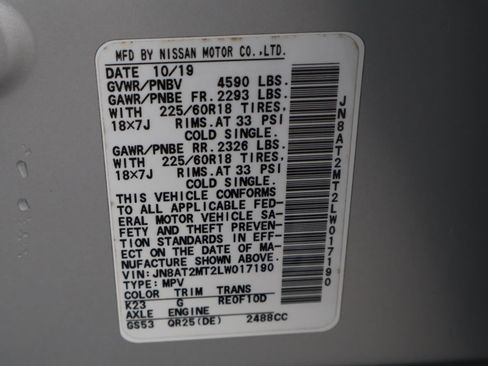 MFD BY NISSAN MOTOR CO.,LTD.
DATE 10/19
GVWR/PNBV 4590 LBS.
GAWR/PNBE FR. 2293 LBS.
WITH 225/60R18 TIRES,
18×7J RIMS.AT 33 PSI
COLD SINGLE.
GAWR/PNBE RR. 2326 LBS.
WITH 225/60R18 TIRES,
18×7J RIMS.AT 33 PSI
COLD SINGLE.
THIS VEHICLE CONFORMS
TO ALL APPLICABLE FED-
ERAL MOTOR VEHICLE SA-
FETY AND THEFT PREVEN-
TION STANDARDS IN EFF-
ECT ON THE DATE OF MA-
NUFACTURE SHOWN ABOVE.
VIN: JN8AT2MT2LW017190
TYPE: MPV
COLOR TRIM TRANS
K23 G RE0F10D
AXLE ENGINE
GS53 QR25(DE) 2488CC
JN8AT2MT2LW017190